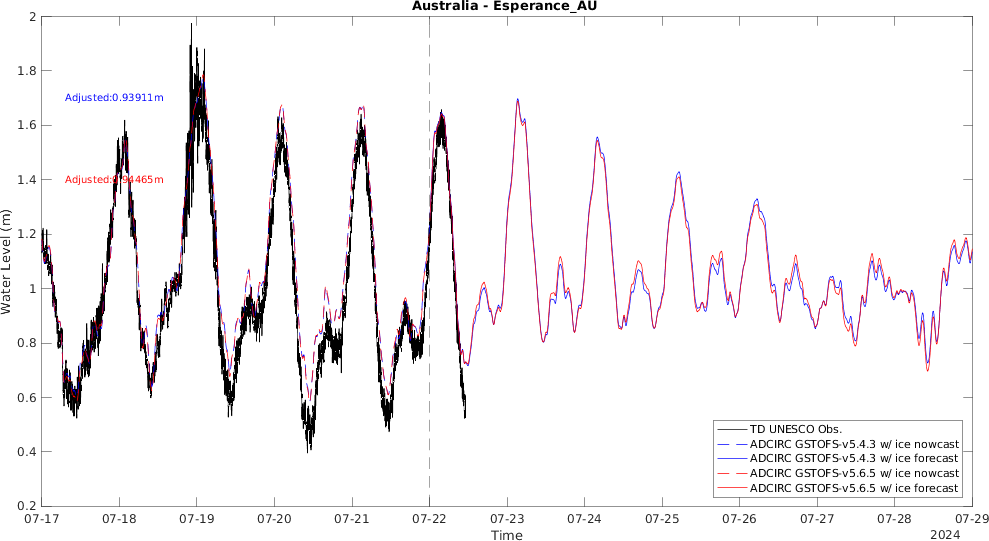 Australia - Esperance_AU
2
1.8
1.6
1.4
1.2
1
0.8
0.6
0.4
0.2
Water Level (m)
Adjusted:0.93911m
Adjusted:0.94465m
TD UNESCO Obs.
ADCIRC GSTOFS-v5.4.3 w/ ice nowcast
ADCIRC GSTOFS-v5.4.3 w/ ice forecast
ADCIRC GSTOFS-v5.6.5 w/ ice nowcast
ADCIRC GSTOFS-v5.6.5 w/ ice forecast
07-17 07-18 07-19 07-20 07-21 07-22 07-23 07-24 07-25 07-26 07-27 07-28 07-29
Time
2024